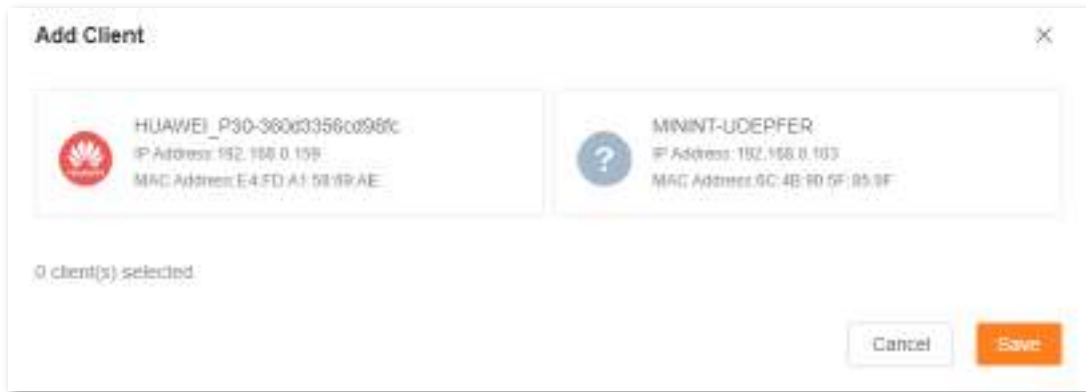 Add Client
HUAWEI_P30-360d3356cd98fc
IP Address:192.168.0.159
MAC Address:E4:FD:A1:58:69:AE
MININT-UDEPFER
IP Address:192.168.0.103
MAC Address:6C:4B:90:5F:85:9F
0 client(s) selected
Cancel
Save